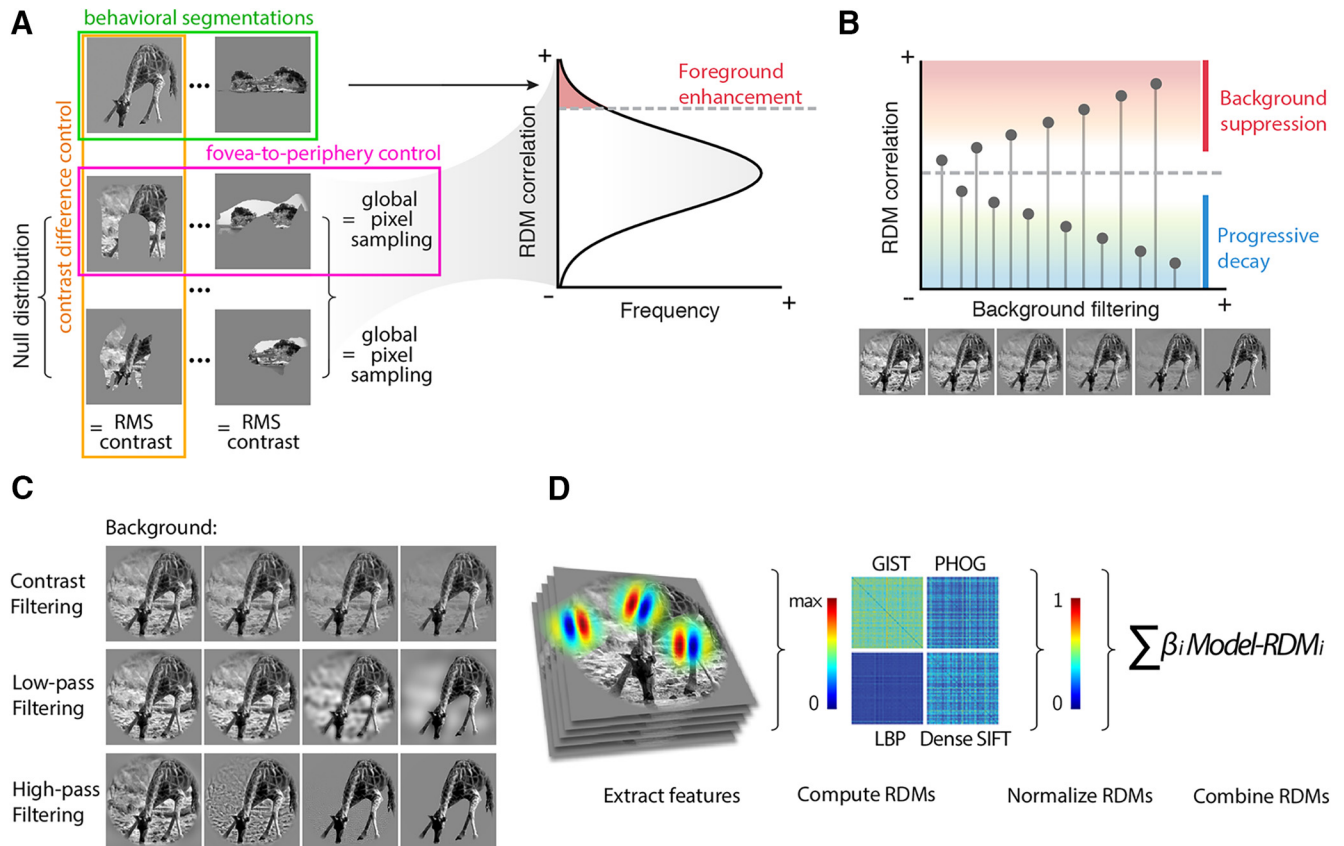 A
behavioral segmentations
contrast difference control
fovea-to-periphery control
Null distribution
...
...
...
...
= global
pixel
sampling
= global
pixel
sampling
= RMS
contrast
= RMS
contrast
+
RDM correlation
−
Foreground
enhancement
Frequency
+
B
+
RDM correlation
−
Background
suppression
Progressive
decay
Background filtering
+
C
Background:
Contrast
Filtering
Low-pass
Filtering
High-pass
Filtering
D
GIST PHOG
max
0
LBP Dense SIFT
1
0
∑ βi Model-RDMi
Extract features
Compute RDMs
Normalize RDMs
Combine RDMs